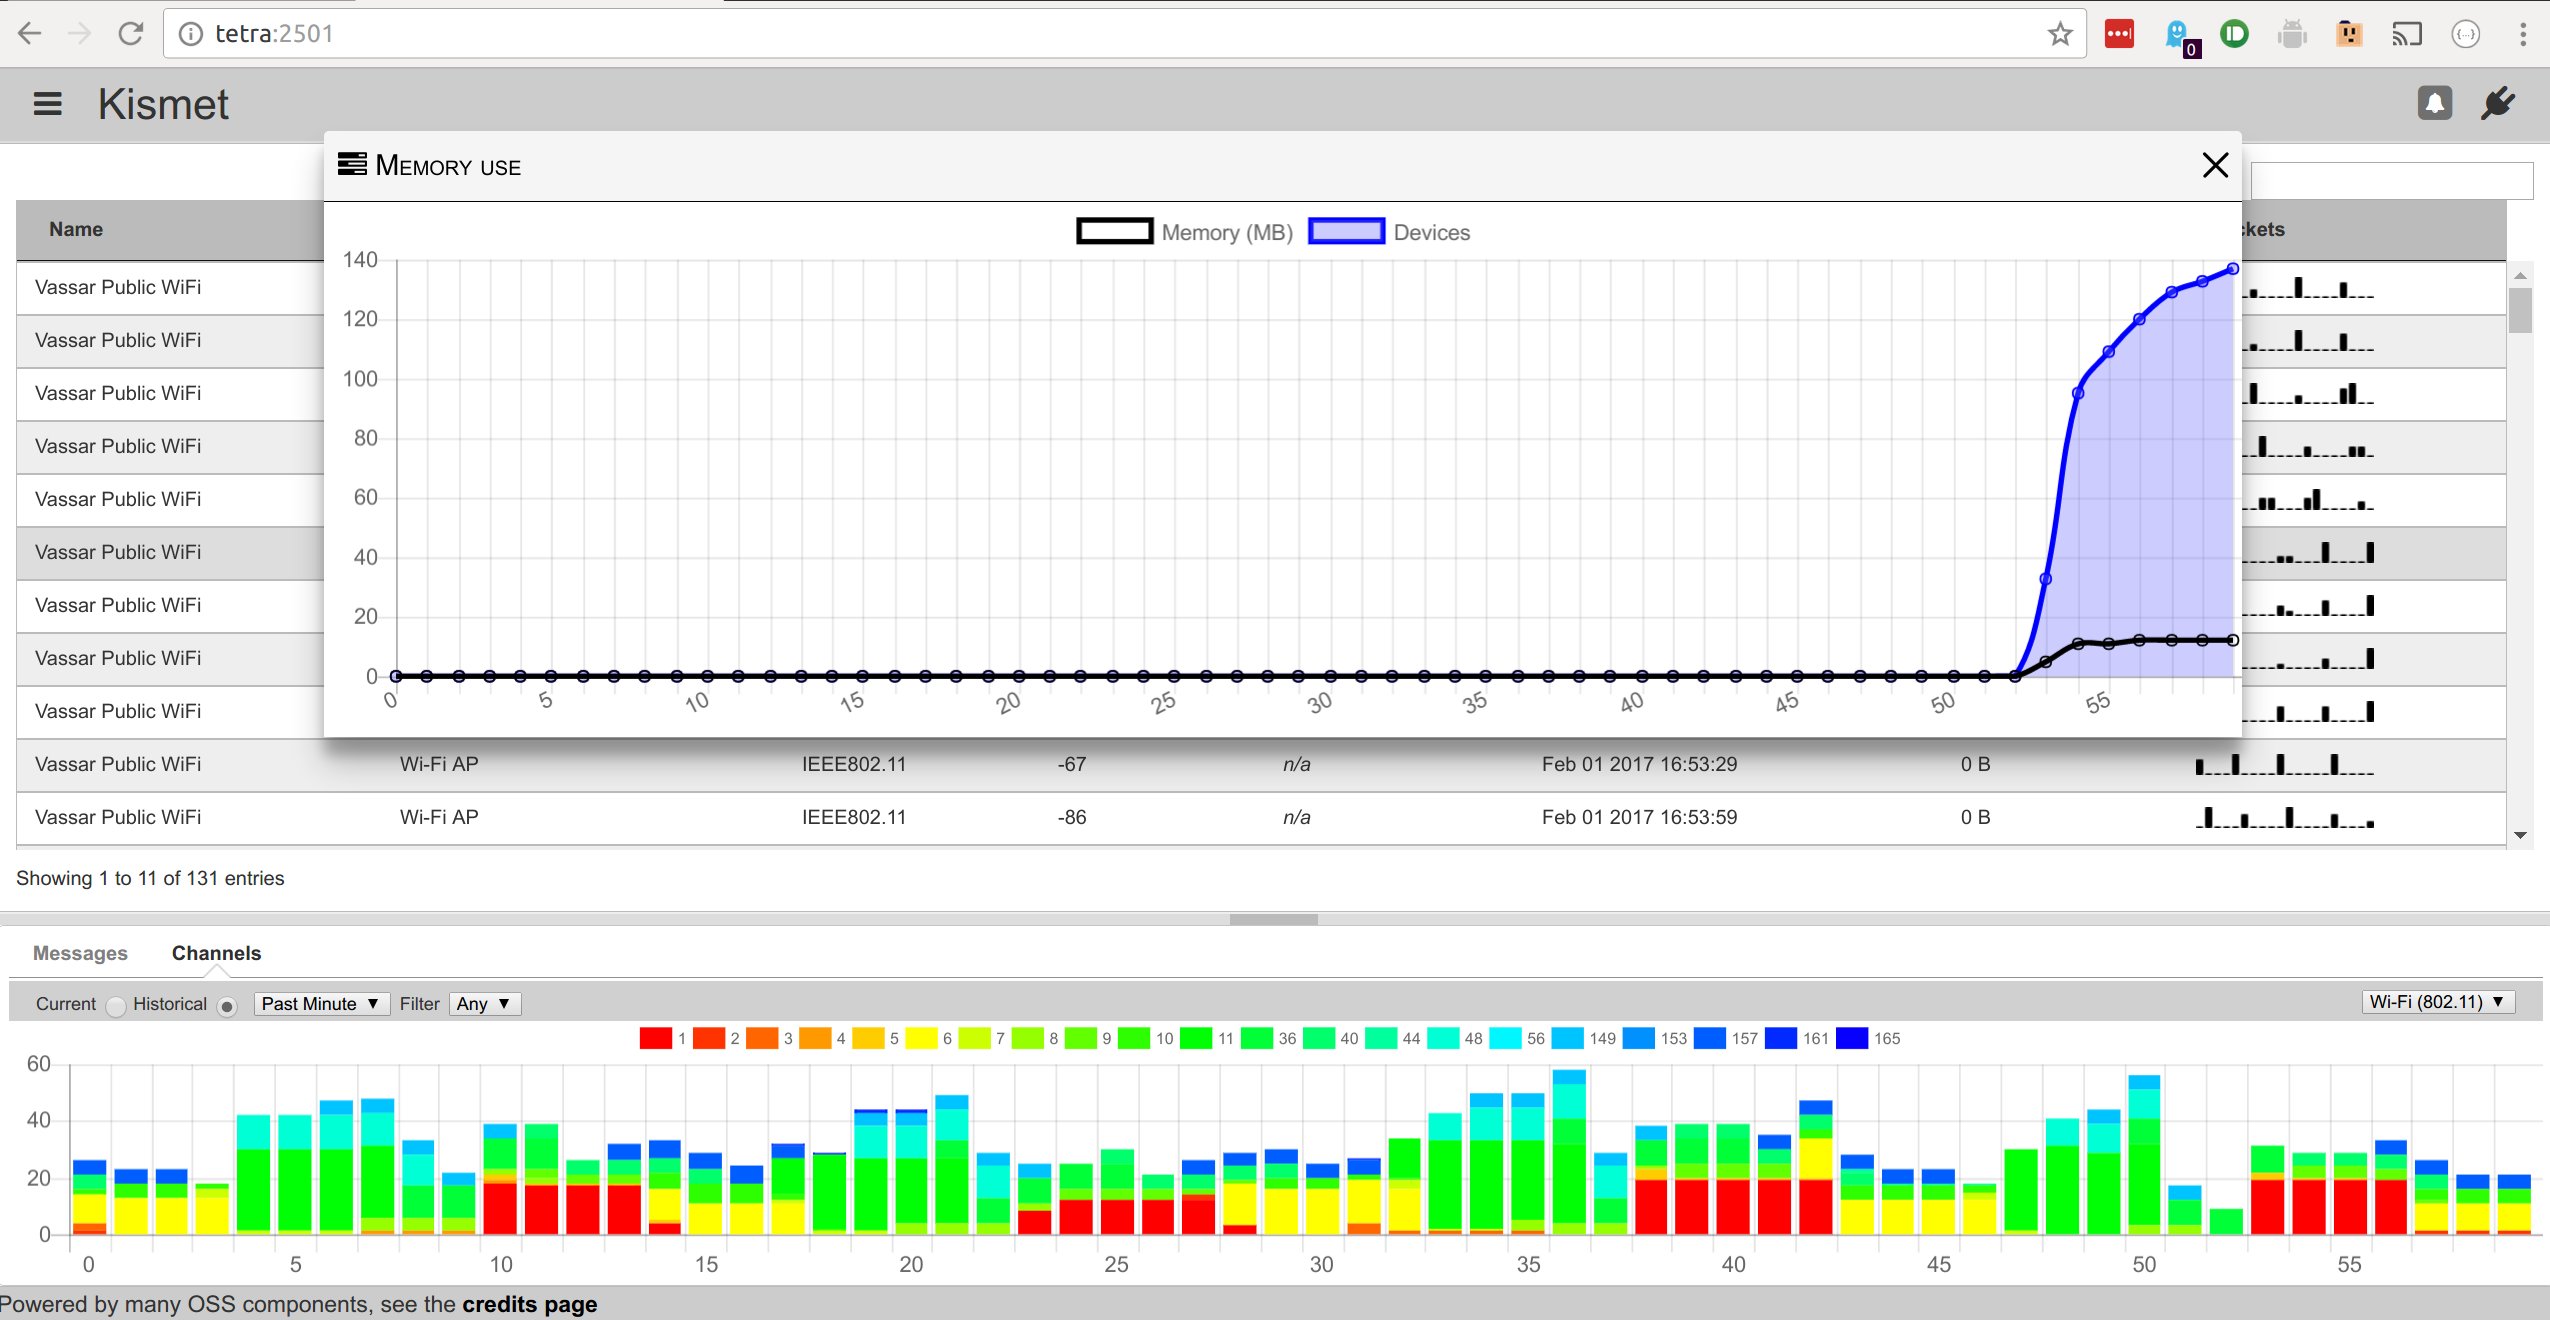 tetra:2501
0
Kismet
MEMORY USE
Memory (MB) Devices
140
120
100
80
60
40
20
0
0 5 10 15 20 25 30 35 40 45 50 55
Name ckets
Vassar Public WiFi
Vassar Public WiFi
Vassar Public WiFi
Vassar Public WiFi
Vassar Public WiFi
Vassar Public WiFi
Vassar Public WiFi
Vassar Public WiFi
Vassar Public WiFi
Vassar Public WiFi Wi-Fi AP IEEE802.11 -67 n/a Feb 01 2017 16:53:29 0 B
Vassar Public WiFi Wi-Fi AP IEEE802.11 -86 n/a Feb 01 2017 16:53:59 0 B
Showing 1 to 11 of 131 entries
Messages Channels
Current Historical Past Minute Filter Any Wi-Fi (802.11)
1 2 3 4 5 6 7 8 9 10 11 36 40 44 48 56 149 153 157 161 165
60
40
20
0
0 5 10 15 20 25 30 35 40 45 50 55
Powered by many OSS components, see the credits page